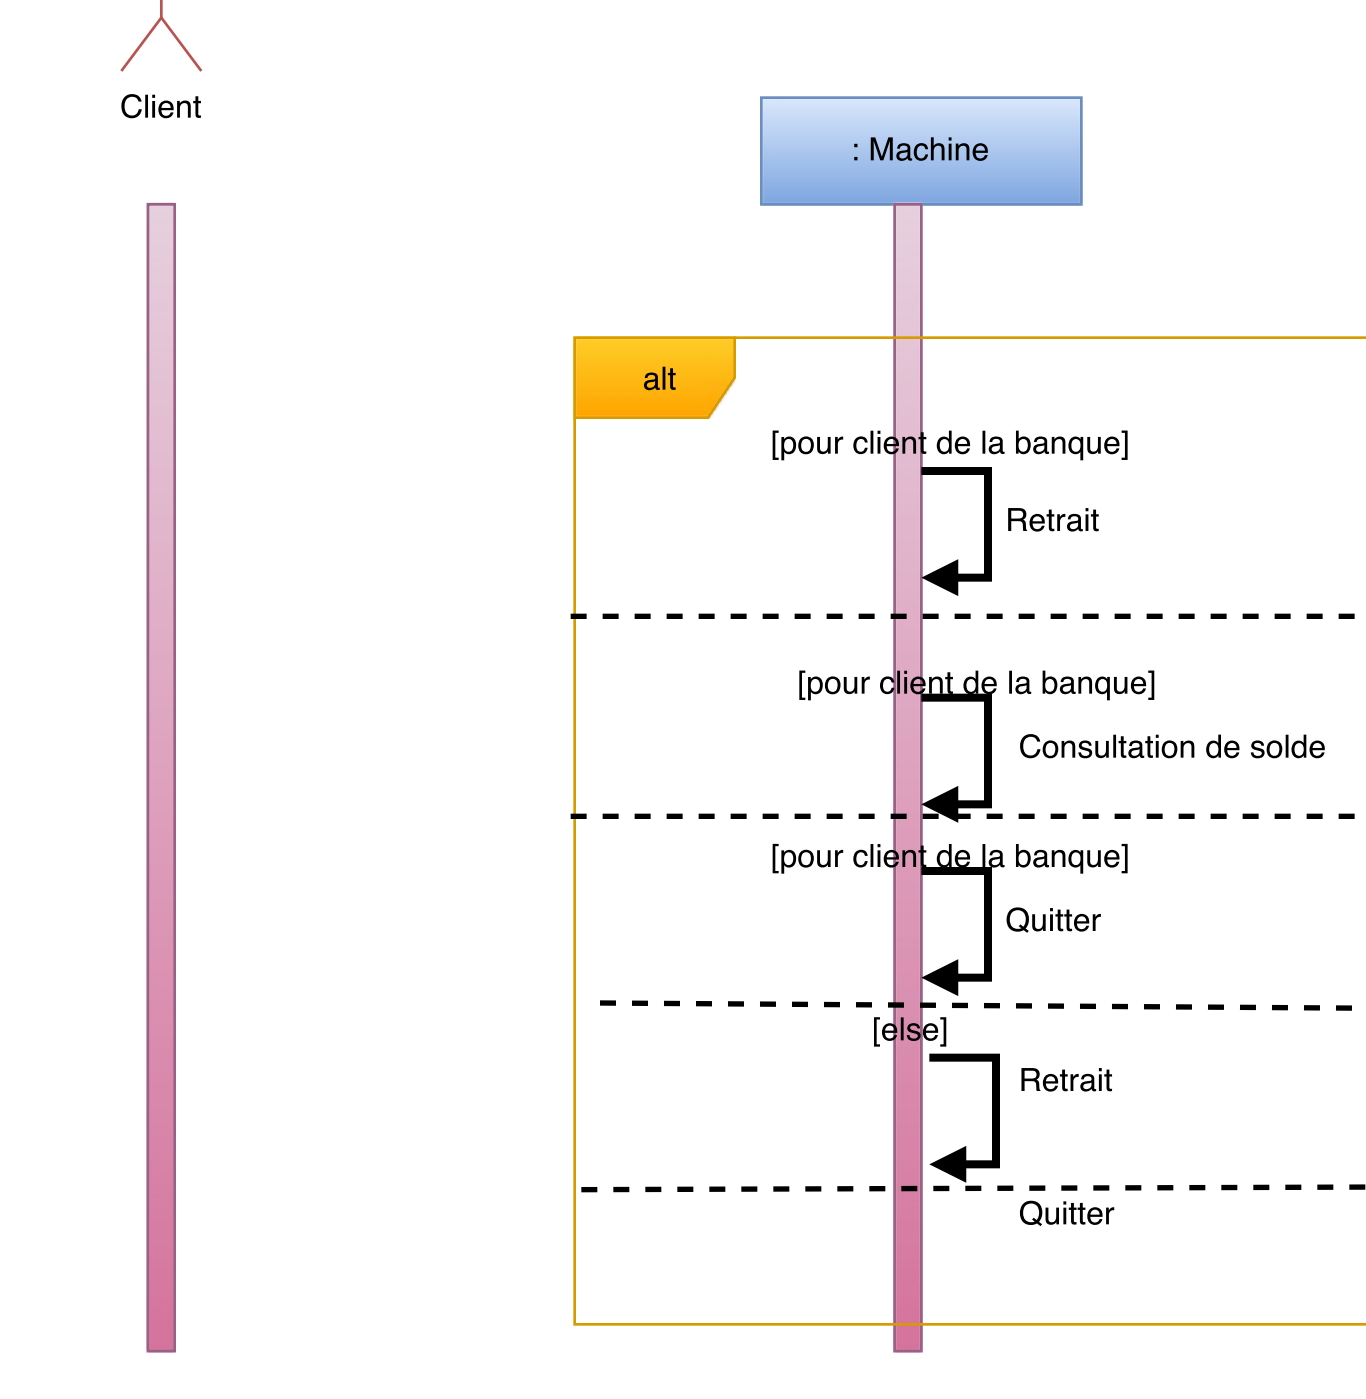 Client
: Machine
alt
[pour client de la banque]
Retrait
[pour client de la banque]
Consultation de solde
[pour client de la banque]
Quitter
[else]
Retrait
Quitter